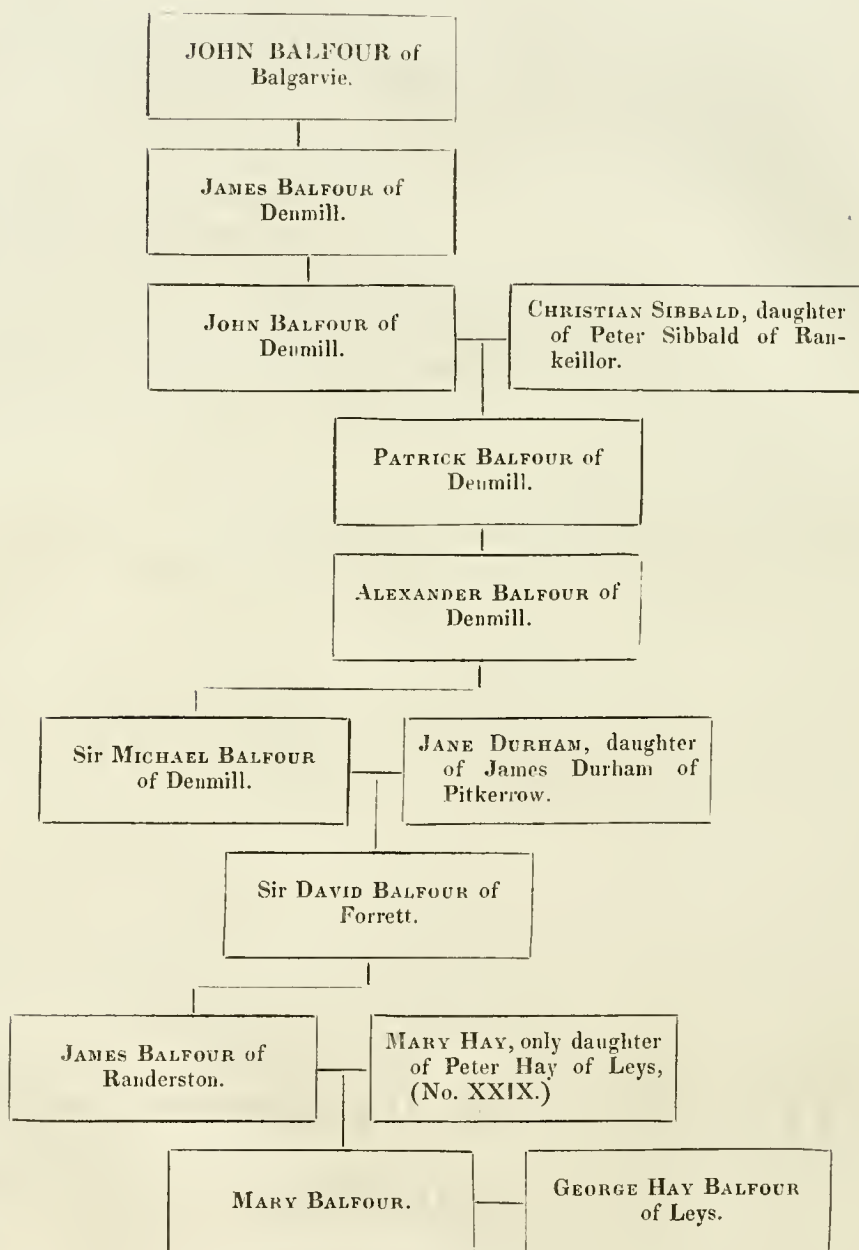 JOHN BALFOUR of
Balgarvie.
JAMES BALFOUR of
Denmill.
JOHN BALFOUR of
Denmill.
CHRISTIAN SIBBALD, daughter
of Peter Sibbald of Ran-
keillor.
PATRICK BALFOUR of
Denmill.
ALEXANDER BALFOUR of
Denmill.
Sir MICHAEL BALFOUR
of Denmill.
JANE DURHAM, daughter
of James Durham of
Pitkerrow.
Sir DAVID BALFOUR of
Forrett.
JAMES BALFOUR of
Randerston.
MARY HAY, only daughter
of Peter Hay of Leys,
(No. XXIX.)
MARY BALFOUR.
GEORGE HAY BALFOUR
of Leys.